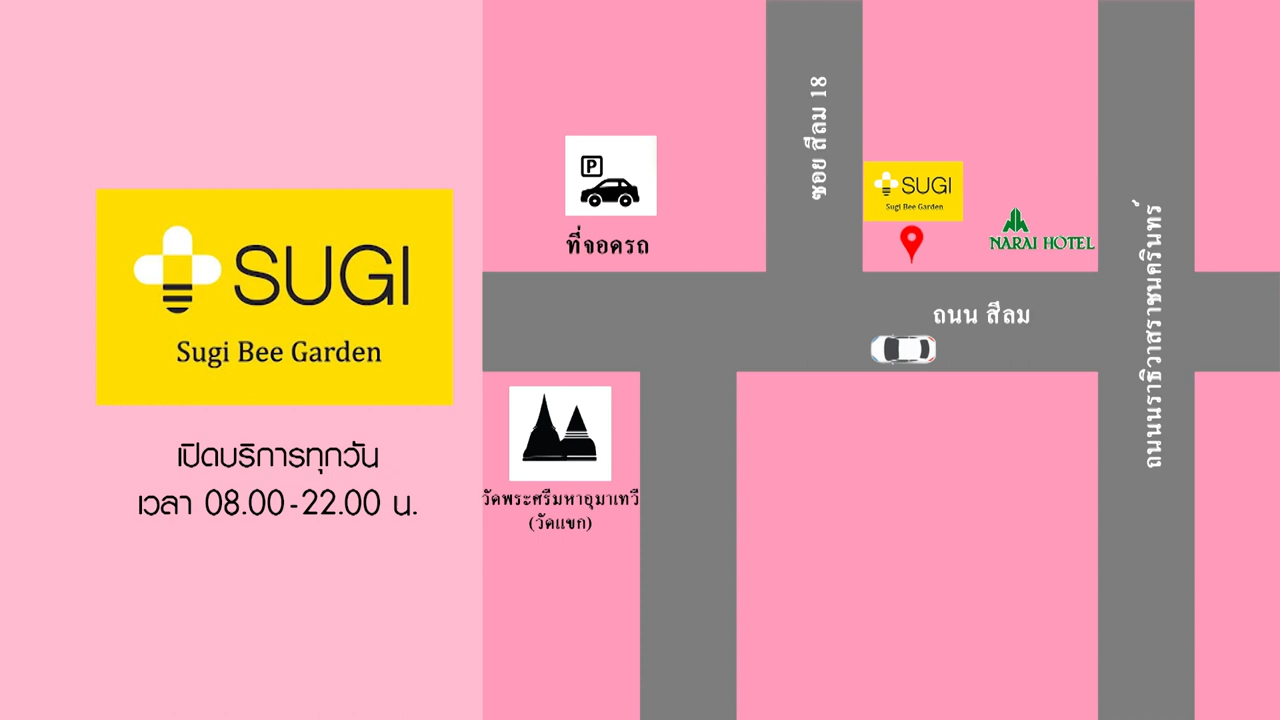 SUGI
Sugi Bee Garden
เปิดบริการทุกวัน
เวลา 08.00-22.00 น.
P
ที่จอดรถ
ซอย สีลม 18
SUGI
Sugi Bee Garden
NARAI HOTEL
ถนน สีลม
ถนนนราธิวาสราชนครินทร์
วัดพระศรีมหาอุมาเทวี
(วัดแขก)